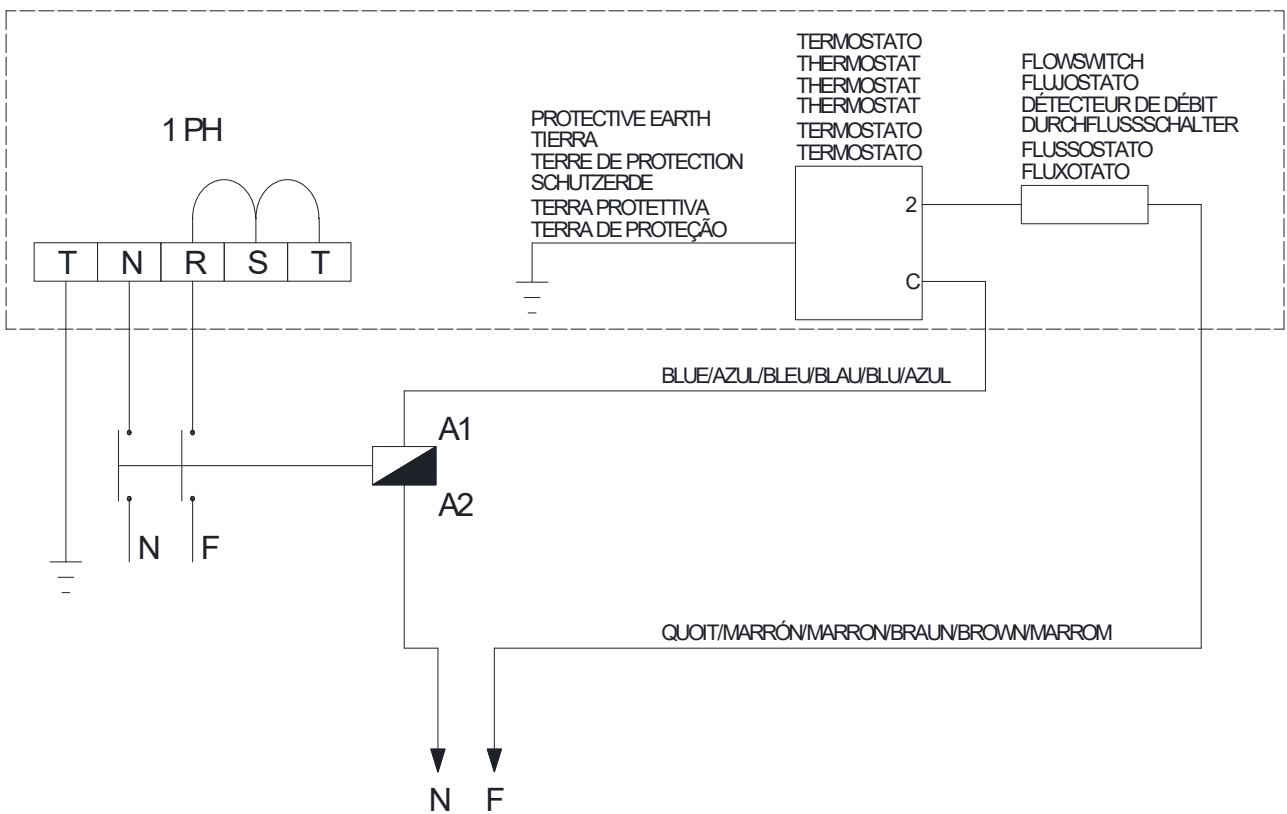 1 PH
T N R S T
PROTECTIVE EARTH
TIERRA
TERRE DE PROTECTION
SCHUTZERDE
TERRA PROTETTIVA
TERRA DE PROTEÇÃO
TERMOSTATO
THERMOSTAT
THERMOSTAT
THERMOSTAT
TERMOSTATO
TERMOSTATO
2
C
FLOWSWITCH
FLUJOSTATO
DÉTECTEUR DE DÉBIT
DURCHFLUSSSCHALTER
FLUSSOSTATO
FLUXOTATO
BLUE/AZUL/BLEU/BLAU/BLU/AZUL
A1
A2
N F
QUOIT/MARRÓN/MARRON/BRAUN/BROWN/MARROM
N F